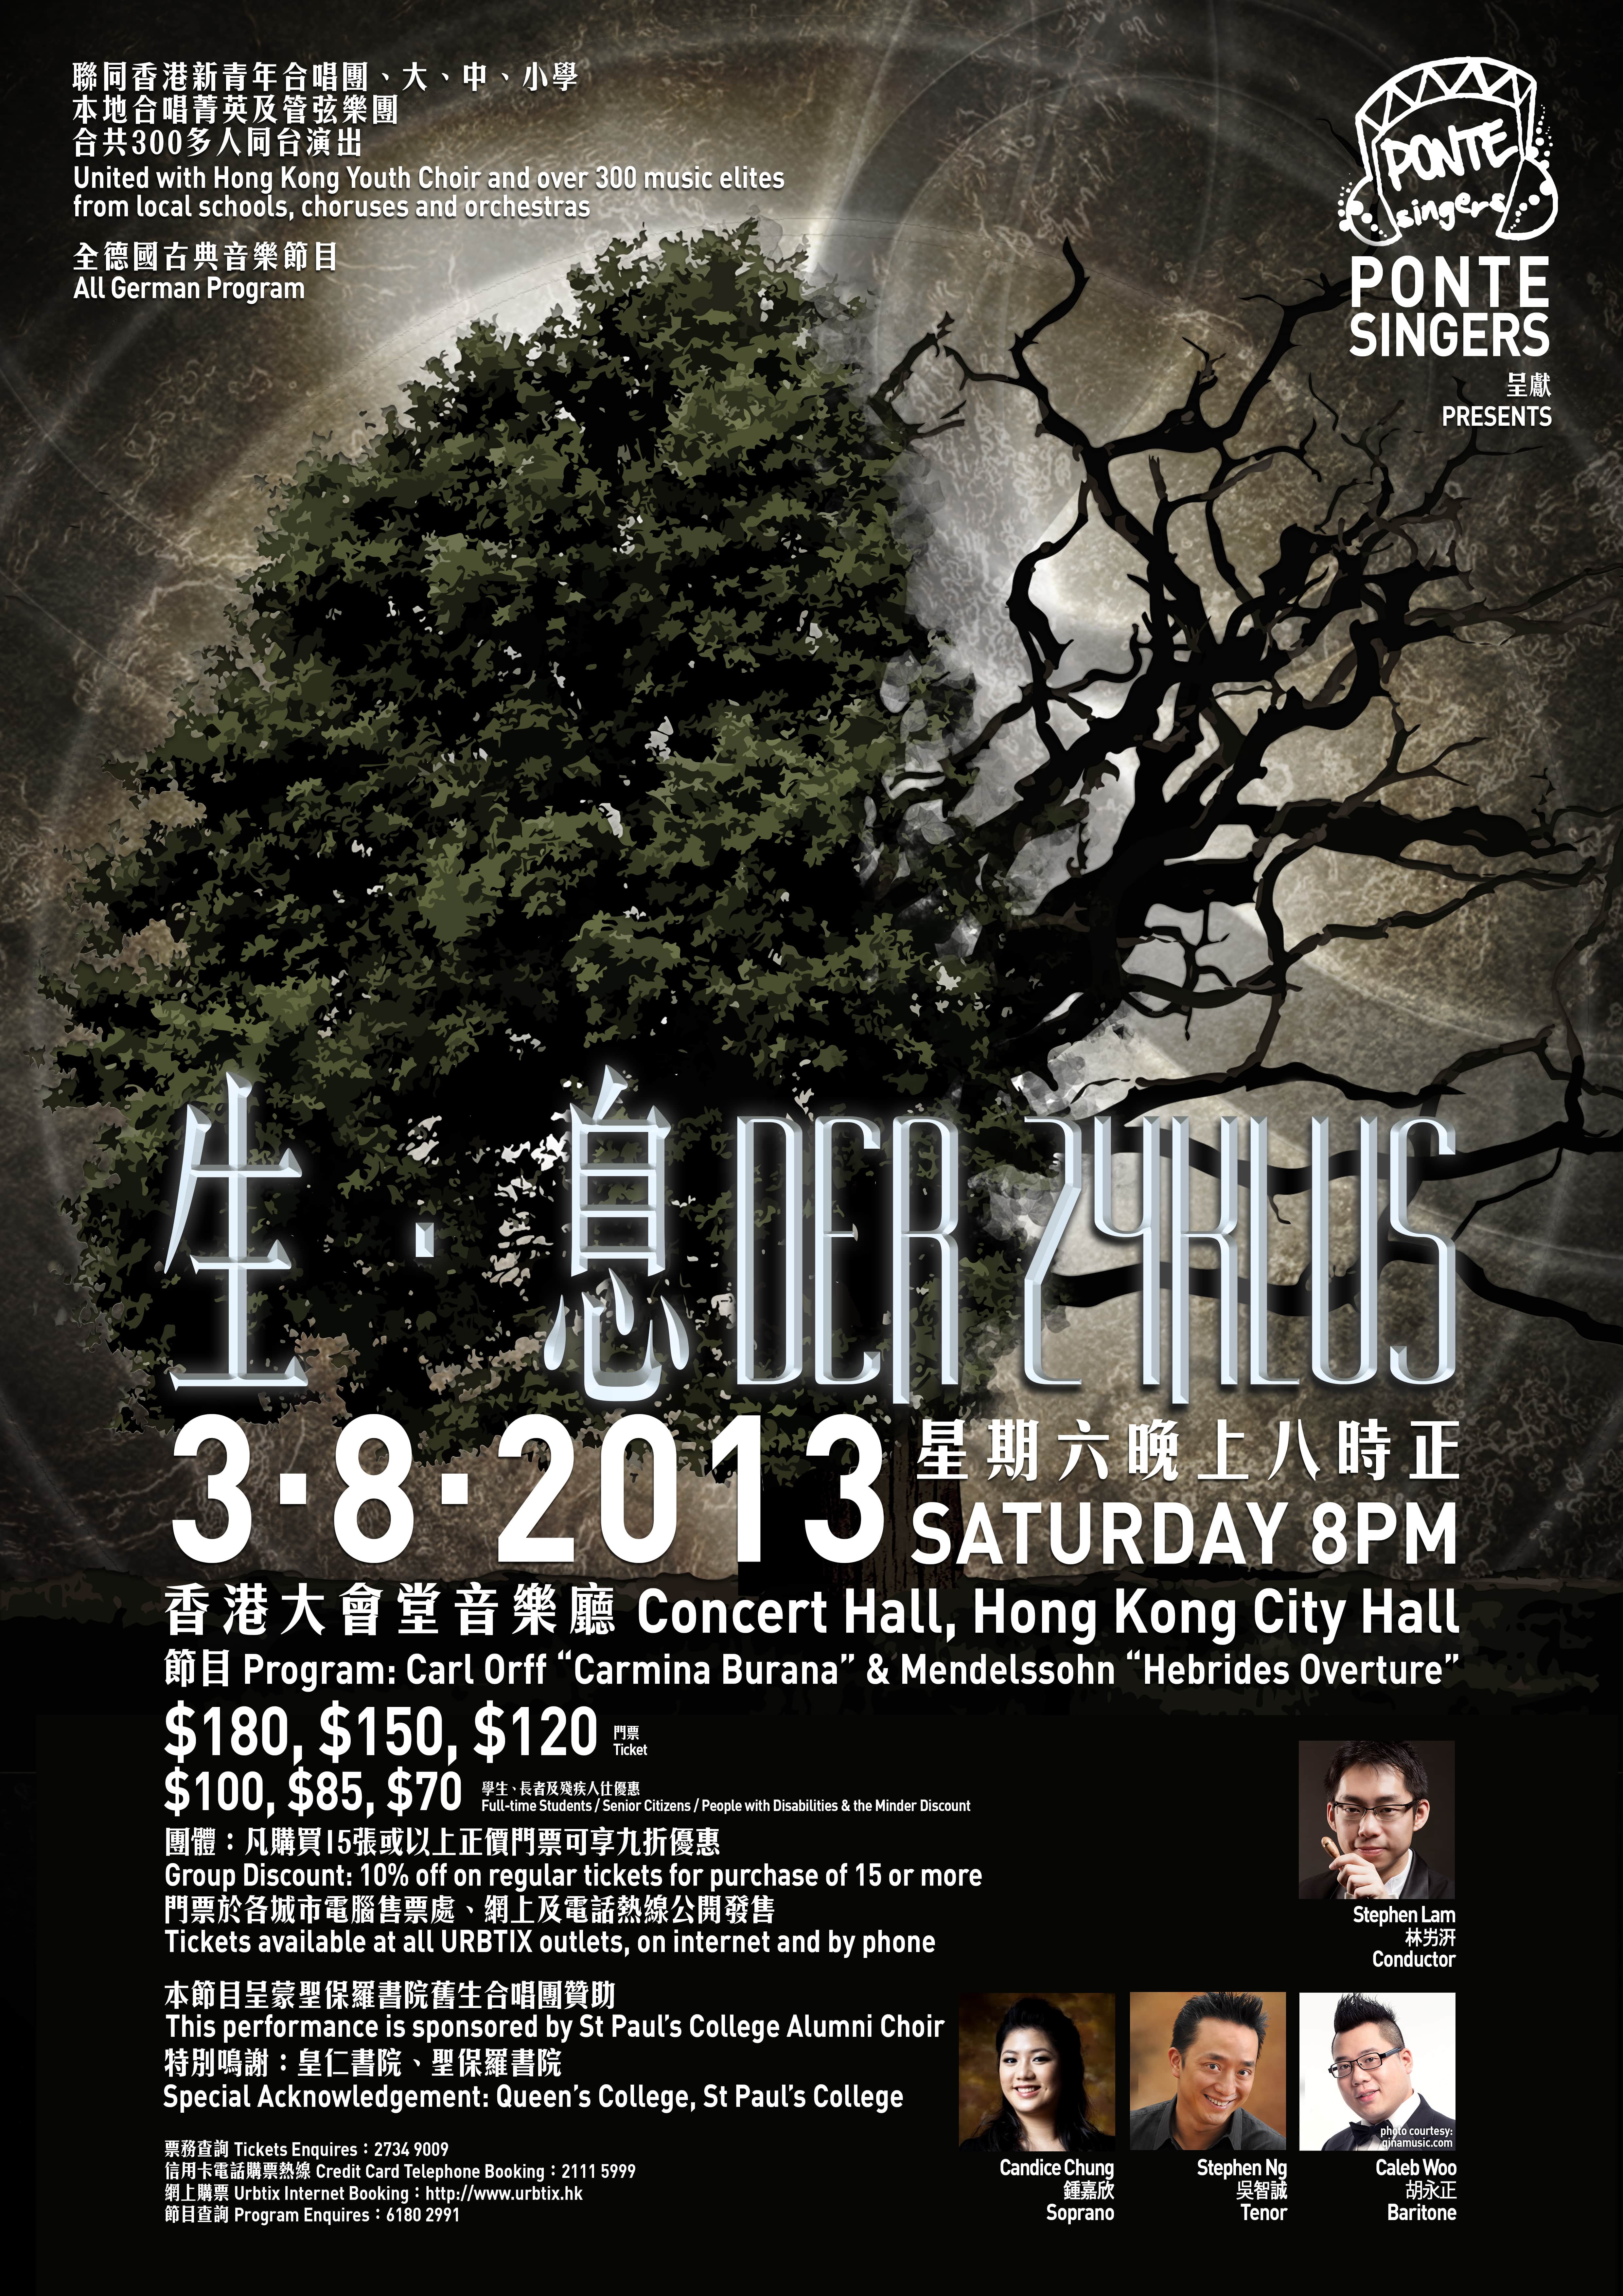 聯同香港新青年合唱團、大、中、小學
本地合唱菁英及管弦樂團
合共300多人同台演出
United with Hong Kong Youth Choir and over 300 music elites
from local schools, choruses and orchestras
全德國古典音樂節目
All German Program
PONTE
singers
PONTE
SINGERS
呈獻
PRESENTS
生·息 DER ZYKLUS
3·8·2013
星期六晚上八時正
SATURDAY 8PM
香港大會堂音樂廳 Concert Hall, Hong Kong City Hall
節目 Program: Carl Orff “Carmina Burana” & Mendelssohn “Hebrides Overture”
$180, $150, $120
門票
Ticket
$100, $85, $70
學生、長者及殘疾人仕優惠
Full-time Students / Senior Citizens / People with Disabilities & the Minder Discount
團體：凡購買15張或以上正價門票可享九折優惠
Group Discount: 10% off on regular tickets for purchase of 15 or more
門票於各城市電腦售票處、網上及電話熱線公開發售
Tickets available at all URBTIX outlets, on internet and by phone
本節目呈蒙聖保羅書院舊生合唱團贊助
This performance is sponsored by St Paul’s College Alumni Choir
特別鳴謝：皇仁書院、聖保羅書院
Special Acknowledgement: Queen’s College, St Paul’s College
票務查詢 Tickets Enquires：2734 9009
信用卡電話購票熱線 Credit Card Telephone Booking：2111 5999
網上購票 Urbtix Internet Booking：http://www.urbtix.hk
節目查詢 Program Enquires：6180 2991
Stephen Lam
Conductor
Candice Chung
鍾嘉欣
Soprano
Stephen Ng
吳智誠
Tenor
photo courtesy:
ginamusic.com
Caleb Woo
胡永正
Baritone